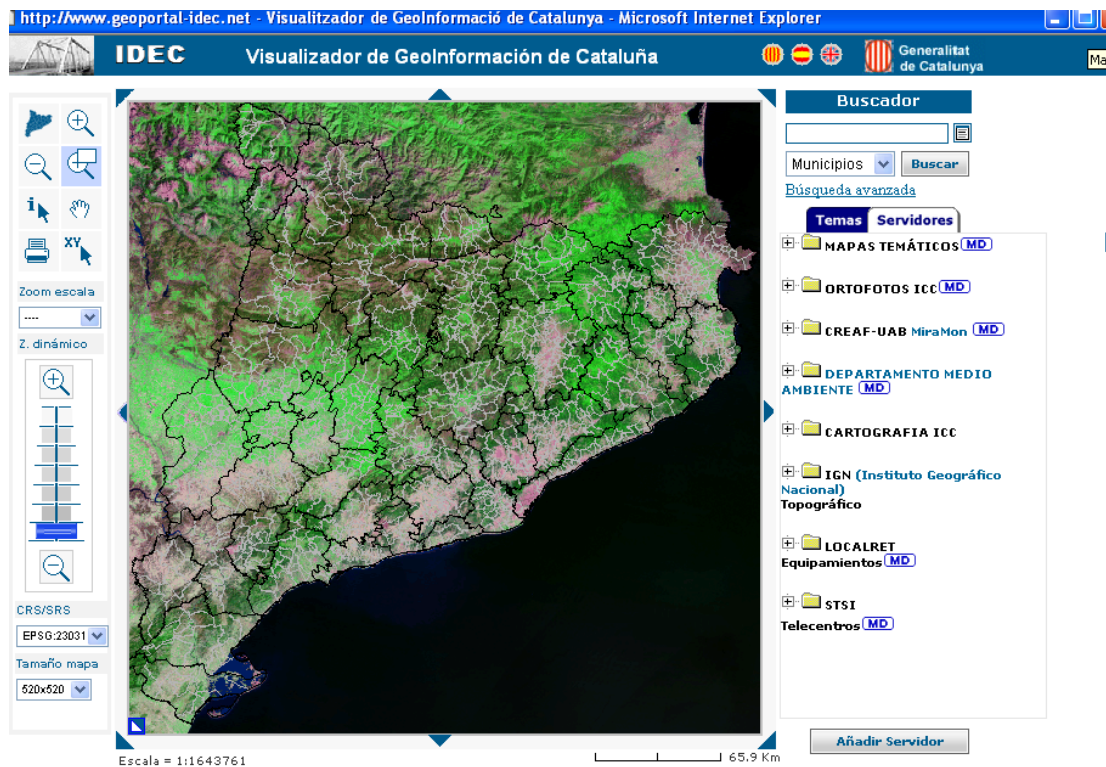 http://www.geoportal-idec.net - Visualitzador de GeoInformació de Catalunya - Microsoft Internet Explorer
IDEC
Visualizador de GeoInformación de Cataluña
Generalitat
de Catalunya
Ma
Buscador
Municipios
Buscar
Búsqueda avanzada
i
XY
Zoom escala
----
Z. dinámico
CRS/SRS
EPSG:23031
Tamaño mapa
520x520
Temas Servidores
MAPAS TEMÁTICOS MD
ORTOFOTOS ICC MD
CREAF-UAB MiraMon MD
DEPARTAMENTO MEDIO
AMBIENTE MD
CARTOGRAFIA ICC
IGN (Instituto Geográfico
Nacional)
Topográfico
LOCALRET
Equipamientos MD
STSI
Telecentros MD
Añadir Servidor
Escala = 1:1643761
65.9 Km